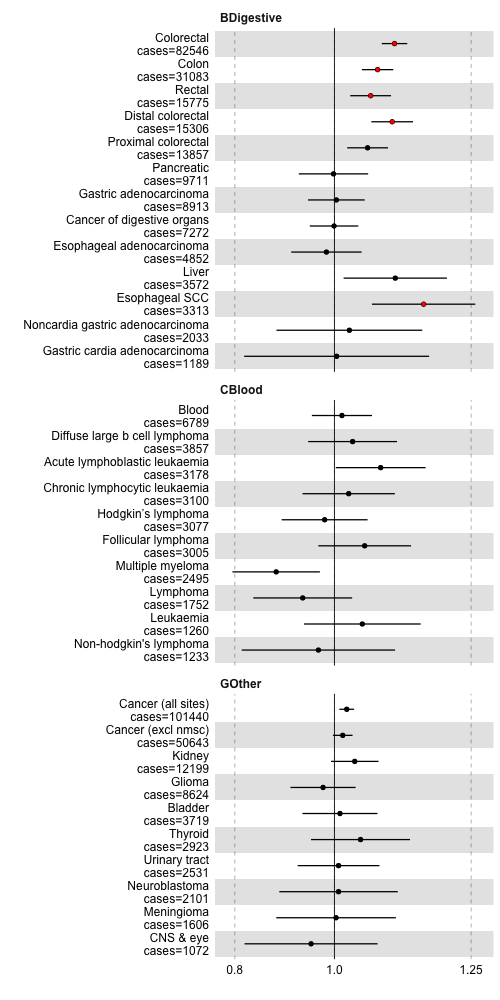 BDigestive
Colorectal
cases=82546
Colon
cases=31083
Rectal
cases=15775
Distal colorectal
cases=15306
Proximal colorectal
cases=13857
Pancreatic
cases=9711
Gastric adenocarcinoma
cases=8913
Cancer of digestive organs
cases=7272
Esophageal adenocarcinoma
cases=4852
Liver
cases=3572
Esophageal SCC
cases=3313
Noncardia gastric adenocarcinoma
cases=2033
Gastric cardia adenocarcinoma
cases=1189
CBlood
Blood
cases=6789
Diffuse large b cell lymphoma
cases=3857
Acute lymphoblastic leukaemia
cases=3178
Chronic lymphocytic leukaemia
cases=3100
Hodgkin's lymphoma
cases=3077
Follicular lymphoma
cases=3005
Multiple myeloma
cases=2495
Lymphoma
cases=1752
Leukaemia
cases=1260
Non-hodgkin's lymphoma
cases=1233
GOther
Cancer (all sites)
cases=101440
Cancer (excl nmsc)
cases=50643
Kidney
cases=12199
Glioma
cases=8624
Bladder
cases=3719
Thyroid
cases=2923
Urinary tract
cases=2531
Neuroblastoma
cases=2101
Meningioma
cases=1606
CNS & eye
cases=1072
0.8 1.0 1.25